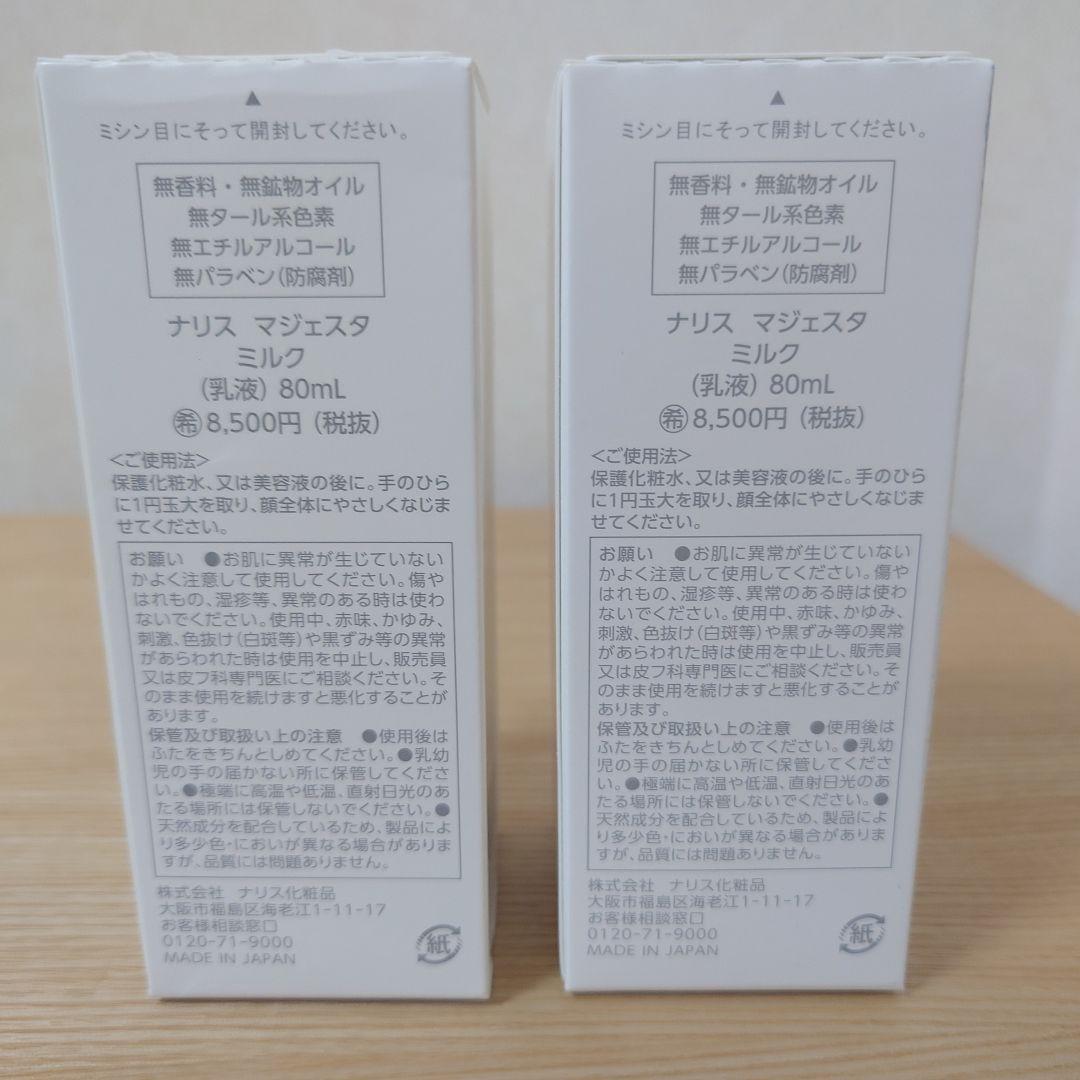 ▲
ミシン目にそって開封してください。
無香料・無鉱物オイル
無タール系色素
無エチルアルコール
無パラベン(防腐剤)
ナリス マジェスタ
ミルク
(乳液) 80mL
㊓8,500円 (税抜)
<ご使用法>
保護化粧水、又は美容液の後に。手のひら
に1円玉大を取り、顔全体にやさしくなじま
せてください。
お願い ●お肌に異常が生じていない
かよく注意して使用してください。傷や
はれもの、湿疹等、異常のある時は使わ
ないでください。使用中、赤味、かゆみ、
刺激、色抜け(白斑等)や黒ずみ等の異常
があらわれた時は使用を中止し、販売員
又は皮フ科専門医にご相談ください。そ
のまま使用を続けますと悪化することが
あります。
保管及び取扱い上の注意 ●使用後は
ふたをきちんとしめてください。●乳幼
児の手の届かない所に保管してくださ
い。●極端に高温や低温、直射日光のあ
たる場所には保管しないでください。●
天然成分を配合しているため、製品によ
り多少色・においが異なる場合がありま
すが、品質には問題ありません。
株式会社 ナリス化粧品
大阪市福島区海老江1-11-17
お客様相談窓口
0120-71-9000
MADE IN JAPAN
紙
▲
ミシン目にそって開封してください。
無香料・無鉱物オイル
無タール系色素
無エチルアルコール
無パラベン(防腐剤)
ナリス マジェスタ
ミルク
(乳液) 80mL
希8,500円 (税抜)
<ご使用法>
保護化粧水、又は美容液の後に。手のひら
に1円玉大を取り、顔全体にやさしくなじま
せてください。
お願い ●お肌に異常が生じていない
かよく注意して使用してください。傷や
はれもの、湿疹等、異常のある時は使わ
ないでください。使用中、赤味、かゆみ、
刺激、色抜け(白斑等)や黒ずみ等の異常
があらわれた時は使用を中止し、販売員
又は皮フ科専門医にご相談ください。そ
のまま使用を続けますと悪化することが
あります。
保管及び取扱い上の注意 ●使用後は
ふたをきちんとしめてください。●乳幼
児の手の届かない所に保管してくださ
い。●極端に高温や低温、直射日光のあ
たる場所には保管しないでください。●
天然成分を配合しているため、製品によ
り多少色・においが異なる場合がありま
すが、品質には問題ありません。
株式会社 ナリス化粧品
大阪市福島区海老江1-11-17
お客様相談窓口
0120-71-9000
MADE IN JAPAN
紙